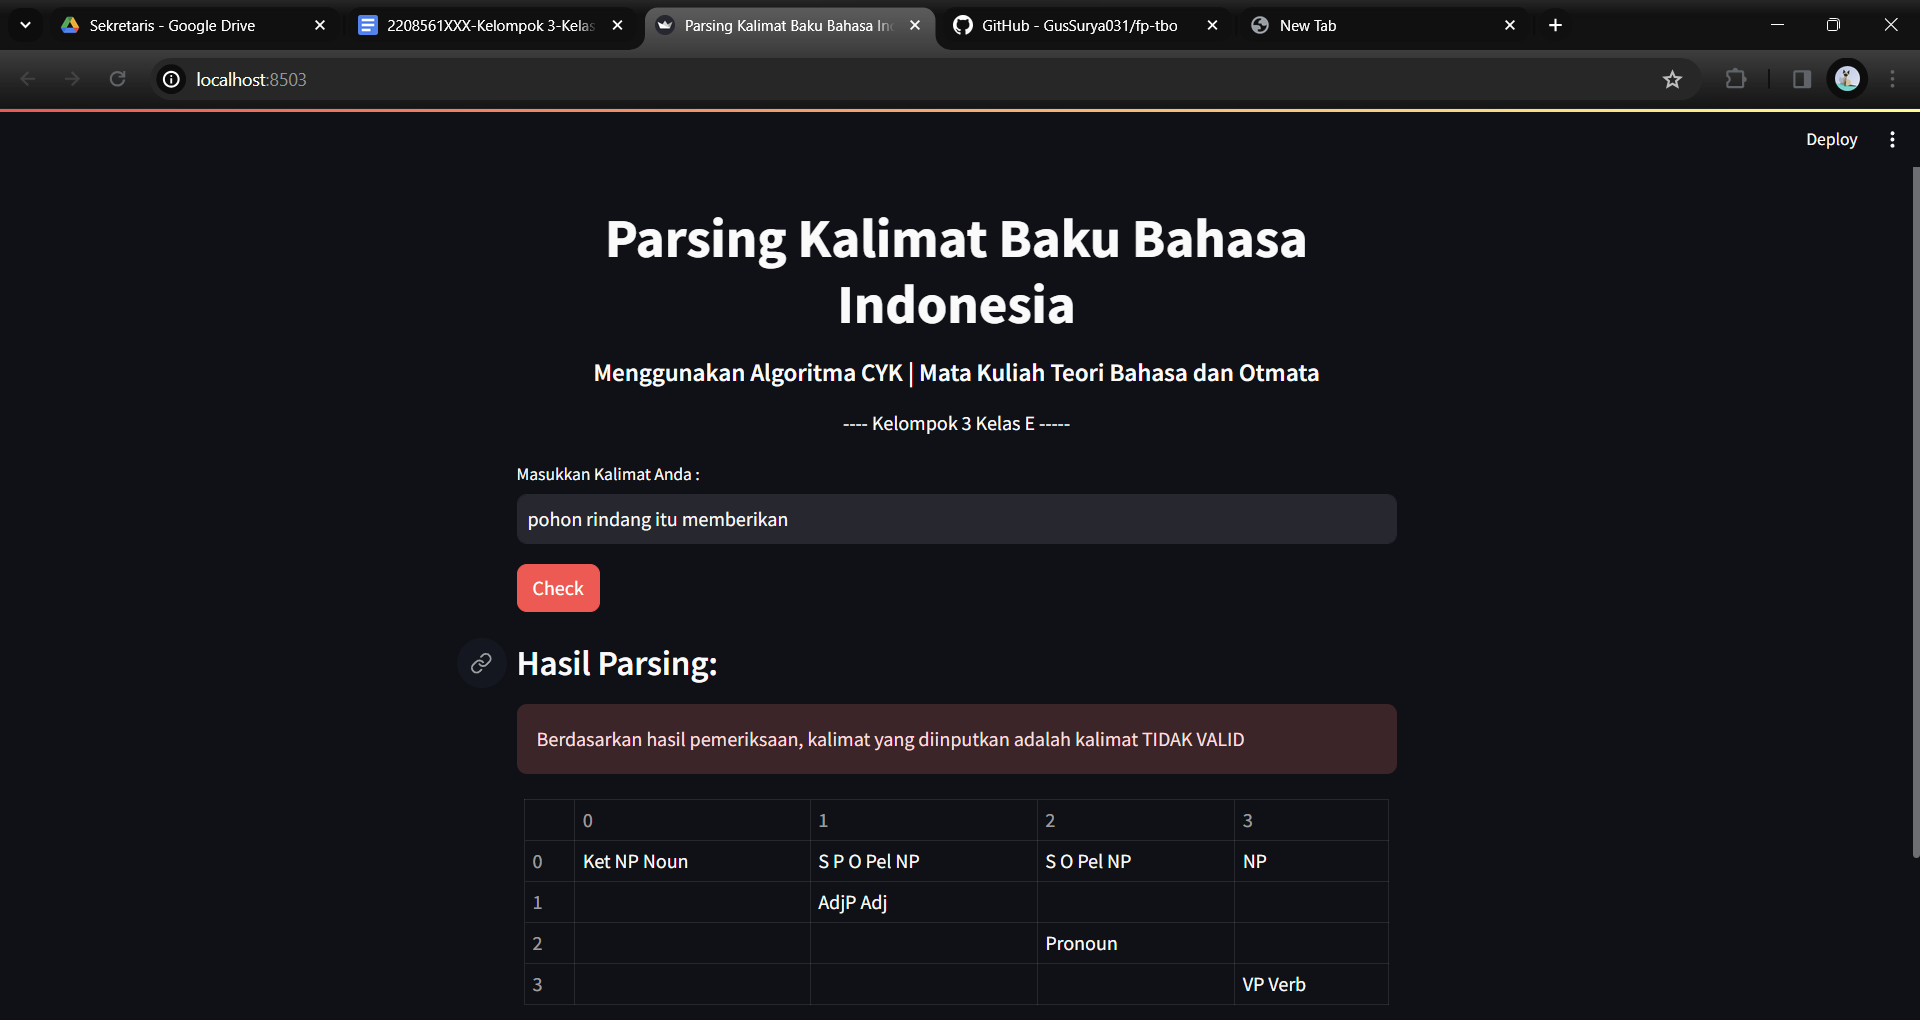 Sekretaris - Google Drive
2208561XXX-Kelompok 3-Kelas
Parsing Kalimat Baku Bahasa In
GitHub - GusSurya031/fp-tbo
New Tab
localhost:8503
Deploy
Parsing Kalimat Baku Bahasa
Indonesia
Menggunakan Algoritma CYK | Mata Kuliah Teori Bahasa dan Otmata
---- Kelompok 3 Kelas E -----
Masukkan Kalimat Anda :
pohon rindang itu memberikan
Check
Hasil Parsing:
Berdasarkan hasil pemeriksaan, kalimat yang diinputkan adalah kalimat TIDAK VALID
0 1 2 3
0 Ket NP Noun S P O Pel NP S O Pel NP NP
1 AdjP Adj
2 Pronoun
3 VP Verb